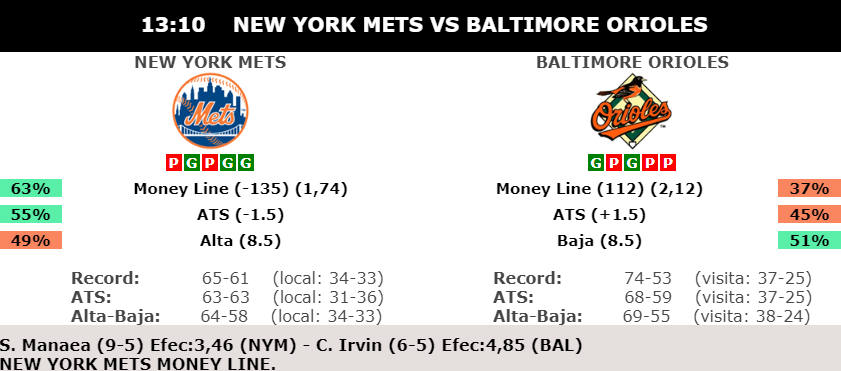 13:10 NEW YORK METS VS BALTIMORE ORIOLES
NEW YORK METS BALTIMORE ORIOLES
Mets Orioles
P G P G G G P G P P
63% Money Line (-135) (1,74) Money Line (112) (2,12) 37%
55% ATS (-1.5) ATS (+1.5) 45%
49% Alta (8.5) Baja (8.5) 51%
Record: 65-61 (local: 34-33) Record: 74-53 (visita: 37-25)
ATS: 63-63 (local: 31-36) ATS: 68-59 (visita: 37-25)
Alta-Baja: 64-58 (local: 34-33) Alta-Baja: 69-55 (visita: 38-24)
S. Manaea (9-5) Efec:3,46 (NYM) - C. Irvin (6-5) Efec:4,85 (BAL)
NEW YORK METS MONEY LINE.